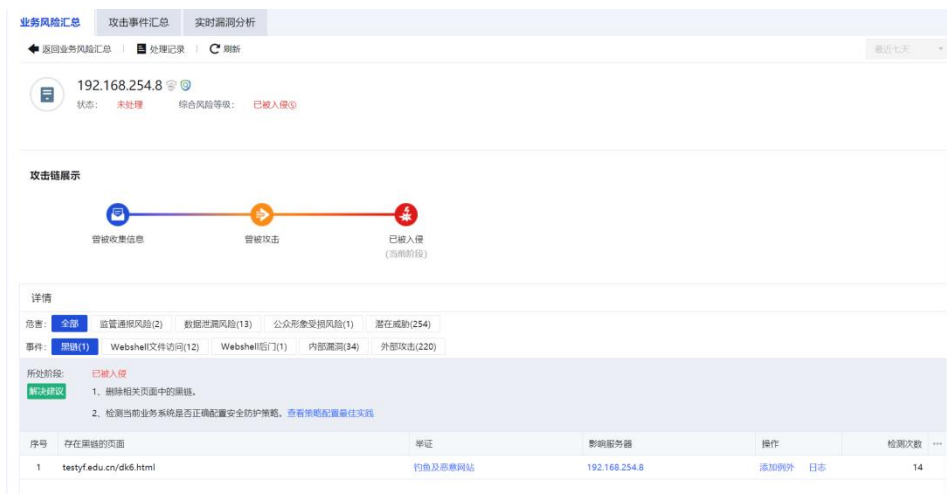 业务风险汇总 攻击事件汇总 实时漏洞分析
返回业务风险汇总 处理记录 刷新 最近七天
192.168.254.8
状态: 未处理 综合风险等级: 已被入侵
攻击链展示
曾被收集信息 曾被攻击 已被入侵
(当前阶段)
详情
危害: 全部 监管通报风险(2) 数据泄漏风险(13) 公众形象受损风险(1) 潜在威胁(254)
事件: 黑链(1) Webshell文件访问(12) Webshell后门(1) 内部漏洞(34) 外部攻击(220)
所处阶段: 已被入侵
解决建议 1、删除相关页面中的黑链。
2、检测当前业务系统是否正确配置安全防护策略。查看策略配置最佳实践
序号 存在黑链的页面 举证 影响服务器 操作 检测次数
1 testyf.edu.cn/dk6.html 钓鱼及恶意网站 192.168.254.8 添加例外 日志 14